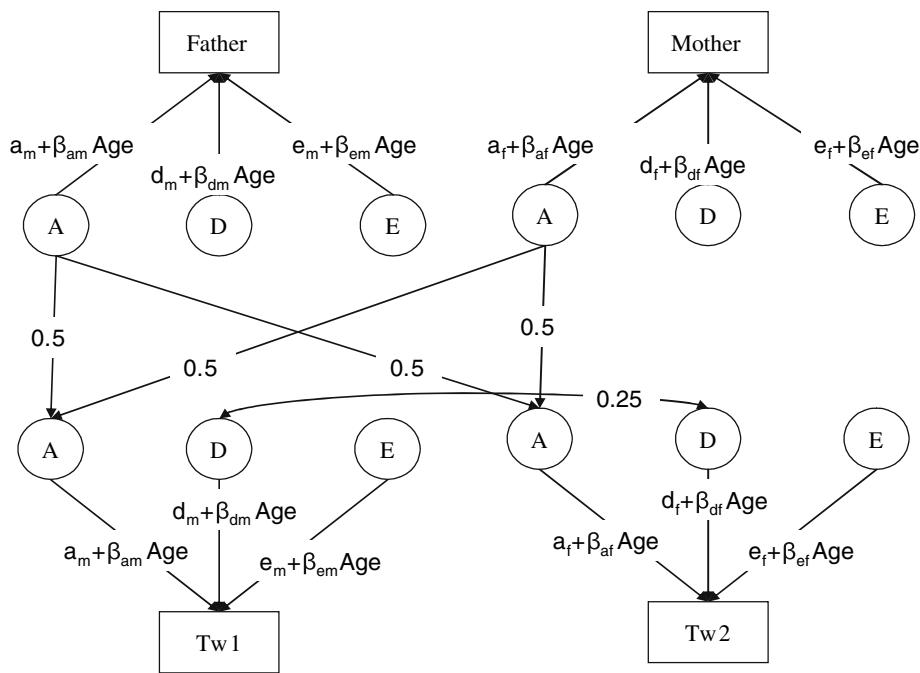 Father Mother
a_m+β_am Age e_m+β_em Age a_f+β_af Age e_f+β_ef Age
d_m+β_dm Age d_f+β_df Age
A D E A D E
0.5 0.5
0.5 0.5 0.25
A D E A D E
d_m+β_dm Age d_f+β_df Age
a_m+β_am Age e_m+β_em Age a_f+β_af Age e_f+β_ef Age
Tw1 Tw2